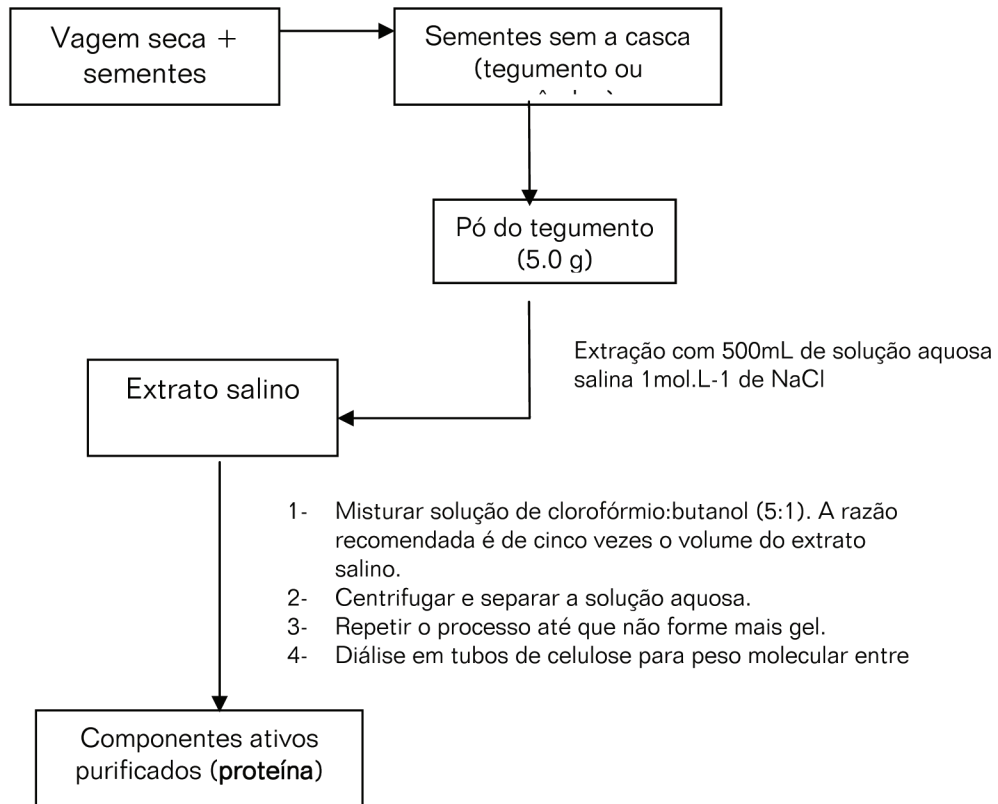 Vagem seca +
sementes
Sementes sem a casca
(tegumento ou
Pó do tegumento
(5.0 g)
Extração com 500mL de solução aquosa
salina 1mol.L-1 de NaCl
Extrato salino
1- Misturar solução de clorofórmio:butanol (5:1). A razão
recomendada é de cinco vezes o volume do extrato
salino.
2- Centrifugar e separar a solução aquosa.
3- Repetir o processo até que não forme mais gel.
4- Diálise em tubos de celulose para peso molecular entre
Componentes ativos
purificados (proteína)